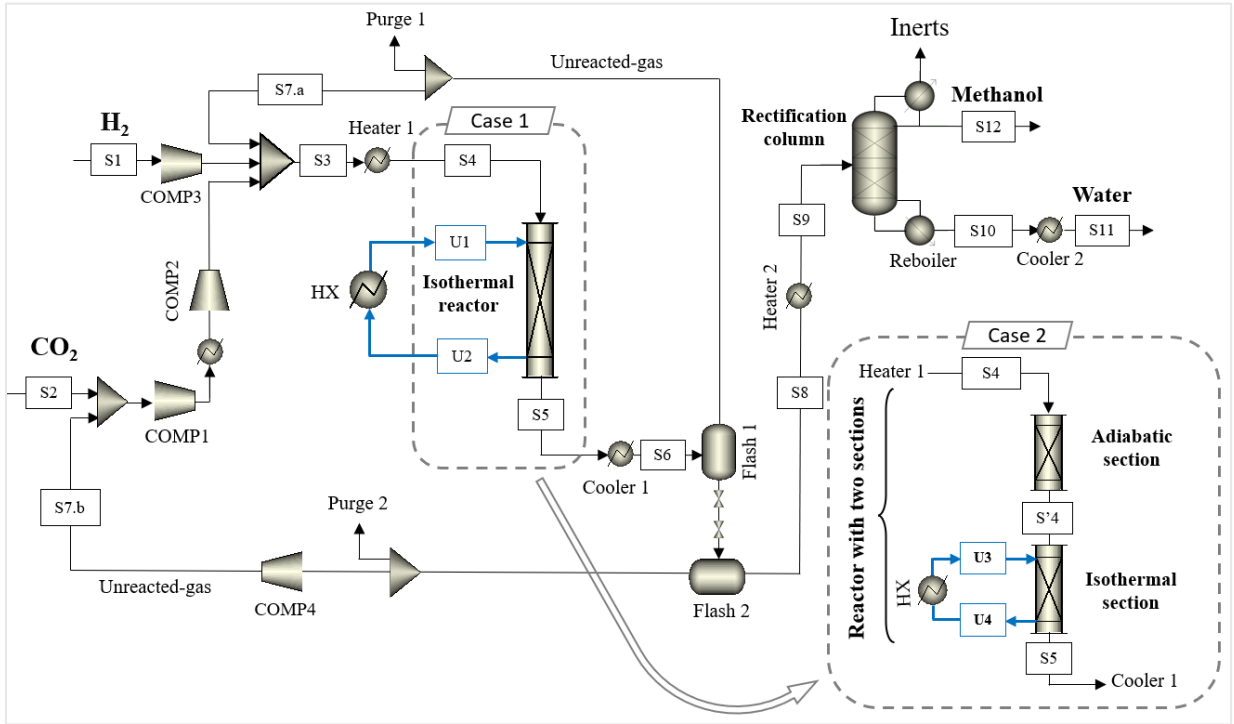 Purge 1
Unreacted-gas
Inerts
S7.a
Methanol
Rectification
column
S12
H2
Heater 1
Case 1
S1
S3
S4
COMP3
Water
S9
S10
S11
Reboiler
Cooler 2
COMP2
U1
HX
Isothermal
reactor
Heater 2
U2
CO2
S2
COMP1
S5
S8
Case 2
Heater 1
S4
Cooler 1
S6
Flash 1
Adiabatic
section
S7.b
Purge 2
Reactor with two sections
S’4
Unreacted-gas
COMP4
Flash 2
HX
U3
U4
Isothermal
section
S5
Cooler 1